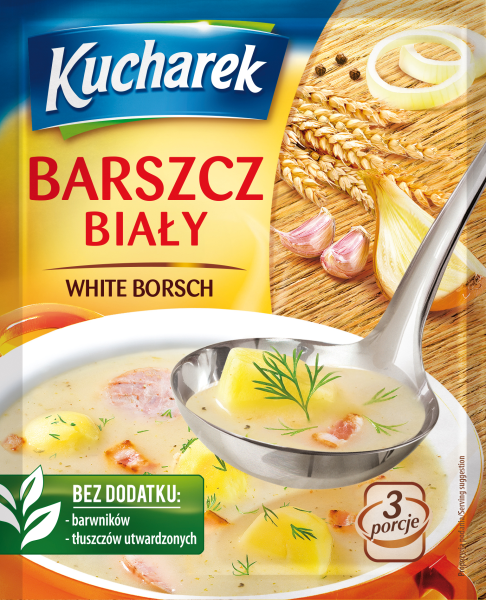 Kucharek
BARSZCZ
BIAŁY
WHITE BORSCH
BEZ DODATKU:
- barwników
- tłuszczów utwardzonych
3
porcje
Propozycja podania/Serving suggestion